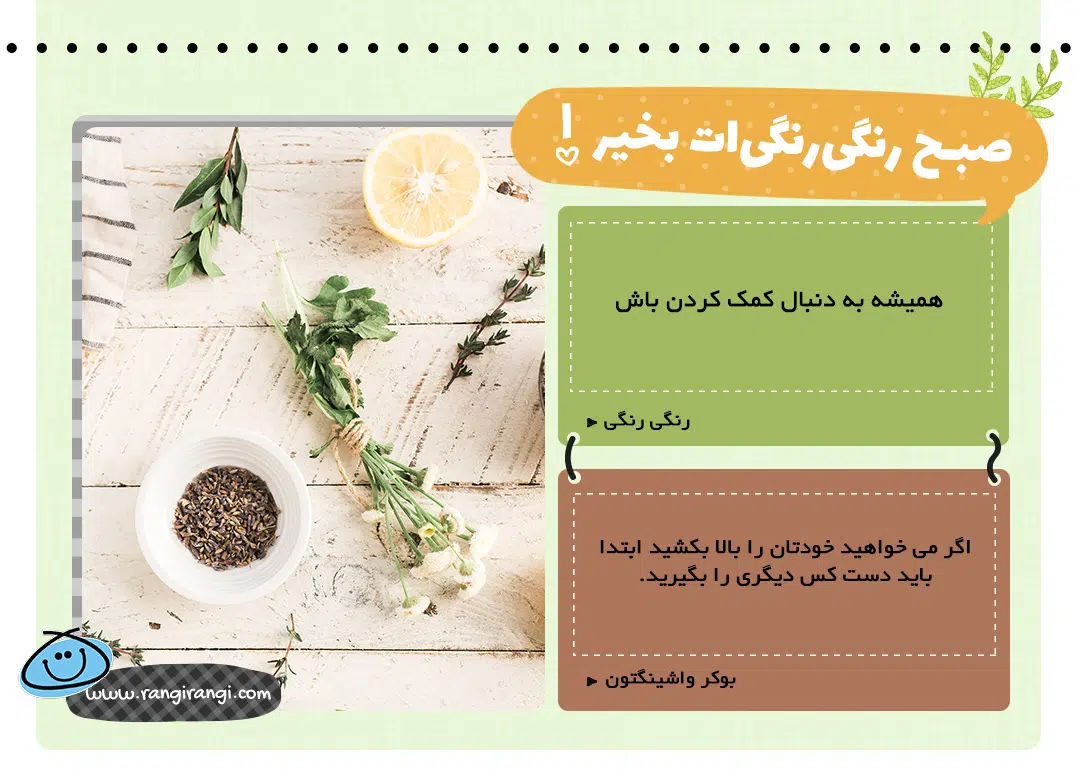 صبح رنگی‌رنگی‌ات بخیر !
همیشه به دنبال کمک کردن باش
رنگی رنگی
اگر می خواهید خودتان را بالا بکشید ابتدا
باید دست کس دیگری را بگیرید.
بوکر واشینگتون
www.rangirangi.com